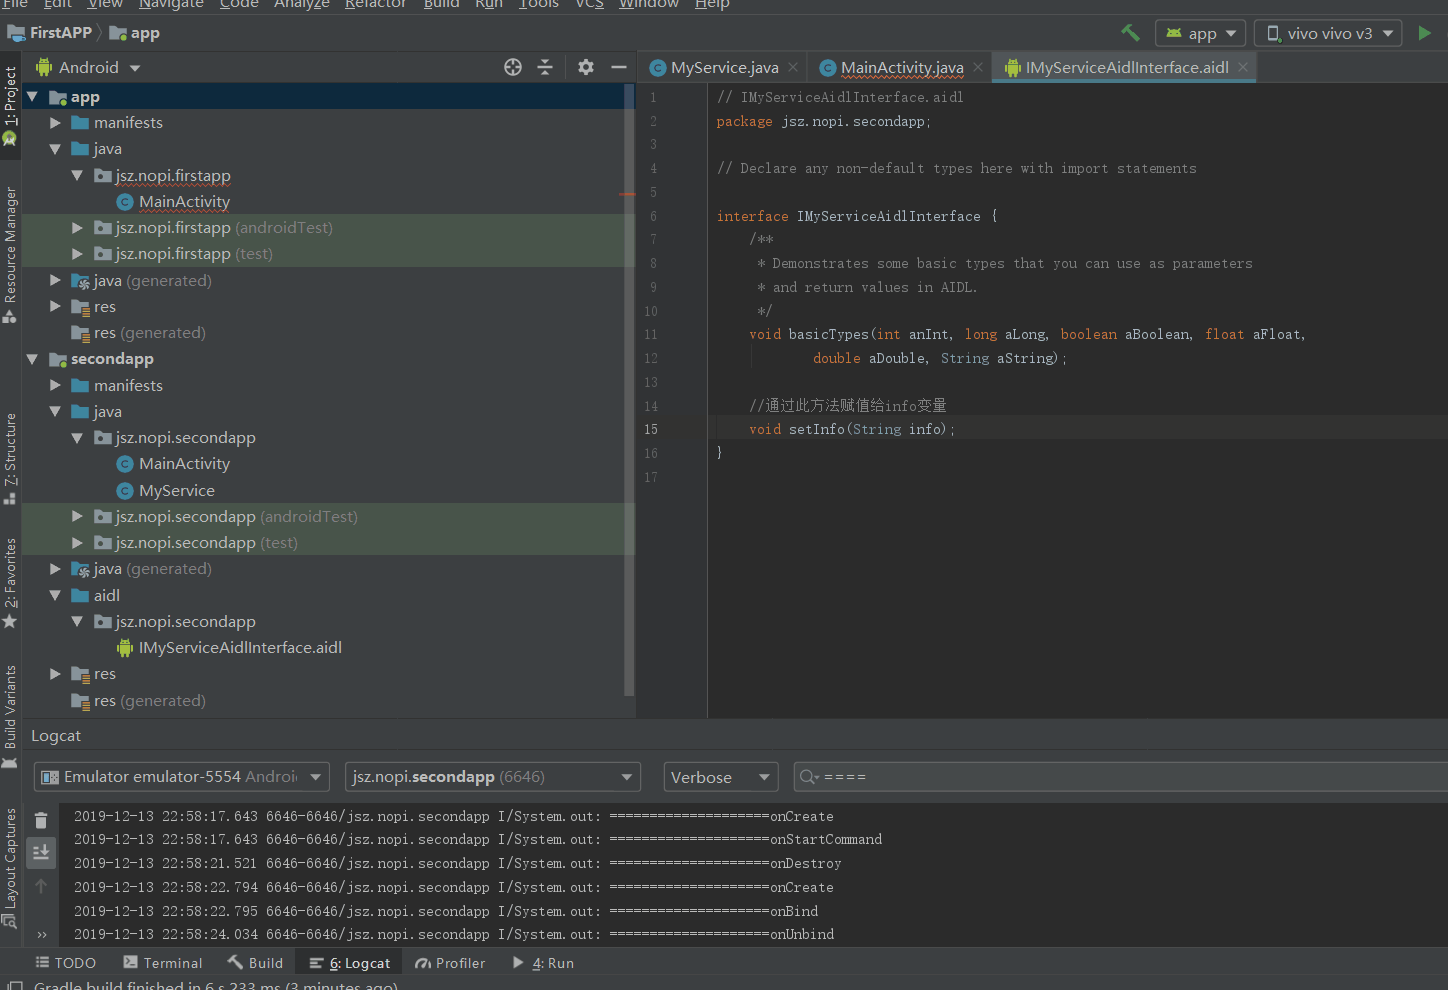 File Edit View Navigate Code Analyze Refactor Build Run Tools VCS Window Help
FirstAPP app
app vivo vivo v3
Android
MyService.java MainActivity.java IMyServiceAidlInterface.aidl
1: Project
Resource Manager
7: Structure
2: Favorites
Build Variants
Layout Captures
app
manifests
java
jsz.nopi.firstapp
MainActivity
jsz.nopi.firstapp (androidTest)
jsz.nopi.firstapp (test)
java (generated)
res
res (generated)
secondapp
manifests
java
jsz.nopi.secondapp
MainActivity
MyService
jsz.nopi.secondapp (androidTest)
jsz.nopi.secondapp (test)
java (generated)
aidl
jsz.nopi.secondapp
IMyServiceAidlInterface.aidl
res
res (generated)
1 // IMyServiceAidlInterface.aidl
2 package jsz.nopi.secondapp;
3
4 // Declare any non-default types here with import statements
5
6 interface IMyServiceAidlInterface {
7 /**
8 * Demonstrates some basic types that you can use as parameters
9 * and return values in AIDL.
10 */
11 void basicTypes(int anInt, long aLong, boolean aBoolean, float aFloat,
12 double aDouble, String aString);
13
14 //通过此方法赋值给info变量
15 void setInfo(String info);
16 }
17
Logcat
Emulator emulator-5554 Androi jsz.nopi.secondapp (6646) Verbose ====
2019-12-13 22:58:17.643 6646-6646/jsz.nopi.secondapp I/System.out: ====================onCreate
2019-12-13 22:58:17.643 6646-6646/jsz.nopi.secondapp I/System.out: ====================onStartCommand
2019-12-13 22:58:21.521 6646-6646/jsz.nopi.secondapp I/System.out: ====================onDestroy
2019-12-13 22:58:22.794 6646-6646/jsz.nopi.secondapp I/System.out: ====================onCreate
2019-12-13 22:58:22.795 6646-6646/jsz.nopi.secondapp I/System.out: ====================onBind
2019-12-13 22:58:24.034 6646-6646/jsz.nopi.secondapp I/System.out: ====================onUnbind
TODO Terminal Build 6: Logcat Profiler 4: Run
Gradle build finished in 6 s 233 ms (3 minutes ago)